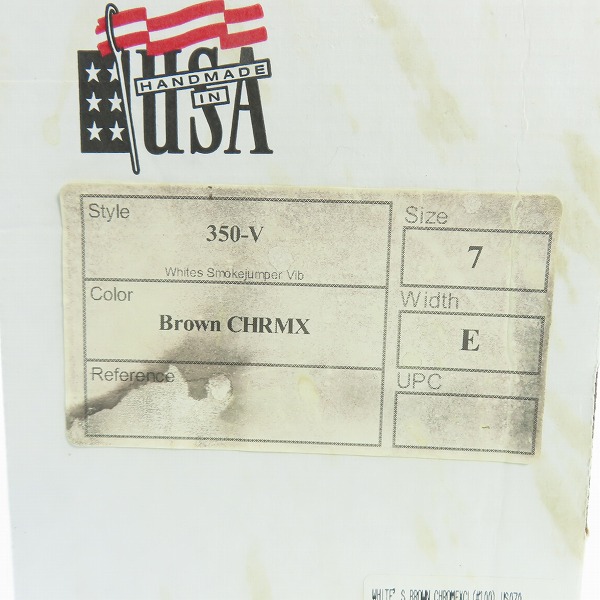 HANDMADE
IN
USA
Style
350-V
Whites Smokejumper Vib
Color
Brown CHRMX
Reference
Size
7
Width
E
UPC